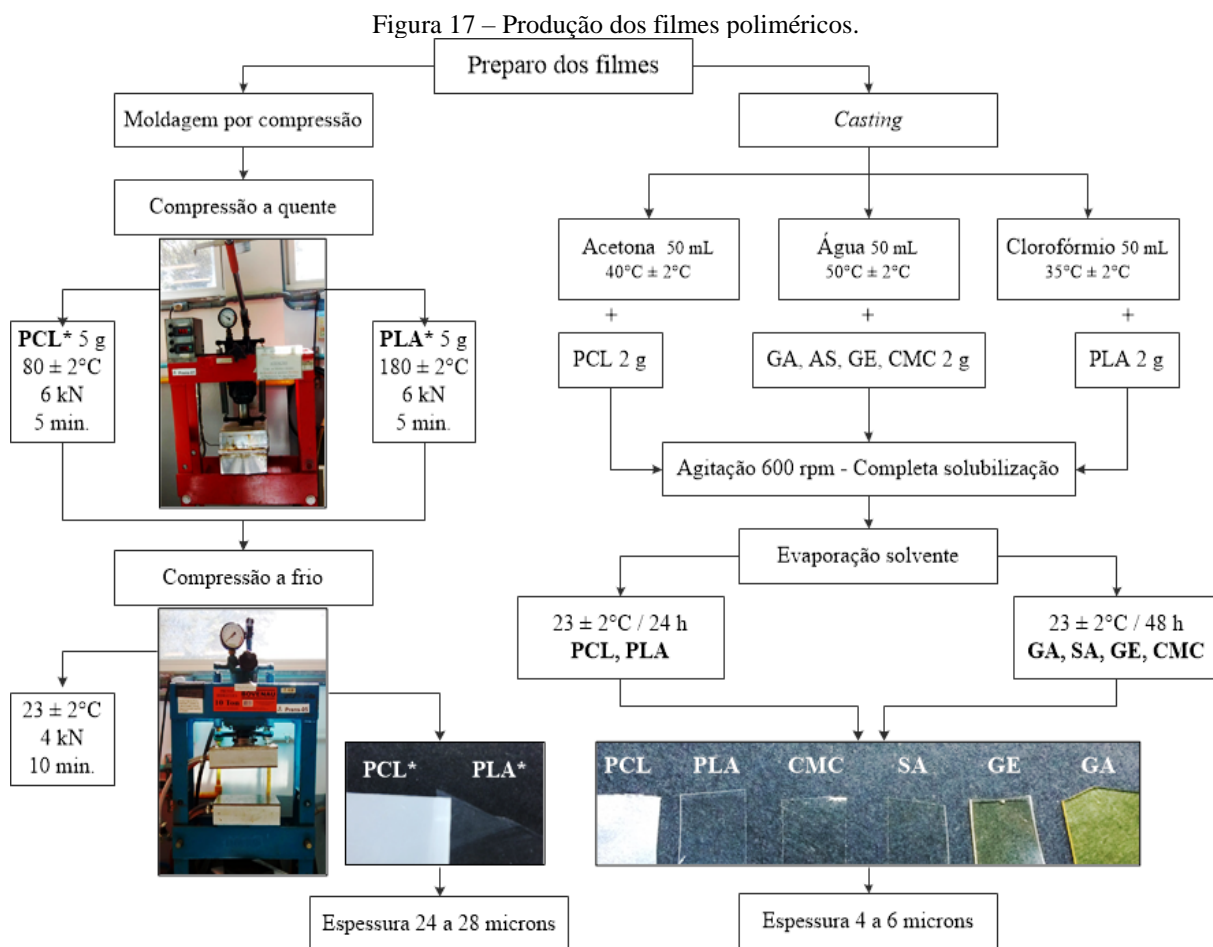 Figura 17 – Produção dos filmes poliméricos.
Preparo dos filmes
Moldagem por compressão
Casting
Compressão a quente
Acetona 50 mL
40°C ± 2°C
Água 50 mL
50°C ± 2°C
Clorofórmio 50 mL
35°C ± 2°C
+
+
+
PCL* 5 g
80 ± 2°C
6 kN
5 min.
PLA* 5 g
180 ± 2°C
6 kN
5 min.
PCL 2 g
GA, AS, GE, CMC 2 g
PLA 2 g
Agitação 600 rpm - Completa solubilização
Evaporação solvente
Compressão a frio
23 ± 2°C / 24 h
PCL, PLA
23 ± 2°C / 48 h
GA, SA, GE, CMC
23 ± 2°C
4 kN
10 min.
BOVENAU
10 Ton
PCL* PLA*
PCL PLA CMC SA GE GA
Espessura 24 a 28 microns
Espessura 4 a 6 microns